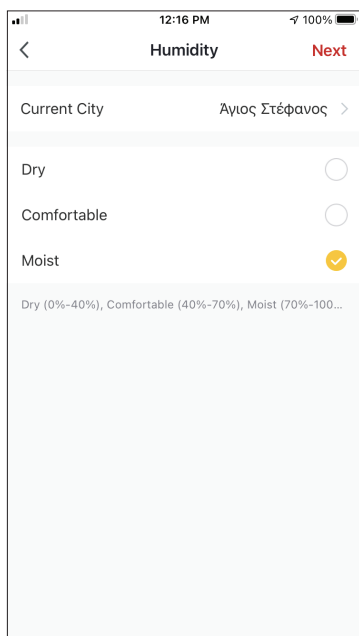 12:16 PM 100%
Humidity Next
Current City Άγιος Στέφανος
Dry
Comfortable
Moist
Dry (0%-40%), Comfortable (40%-70%), Moist (70%-100...